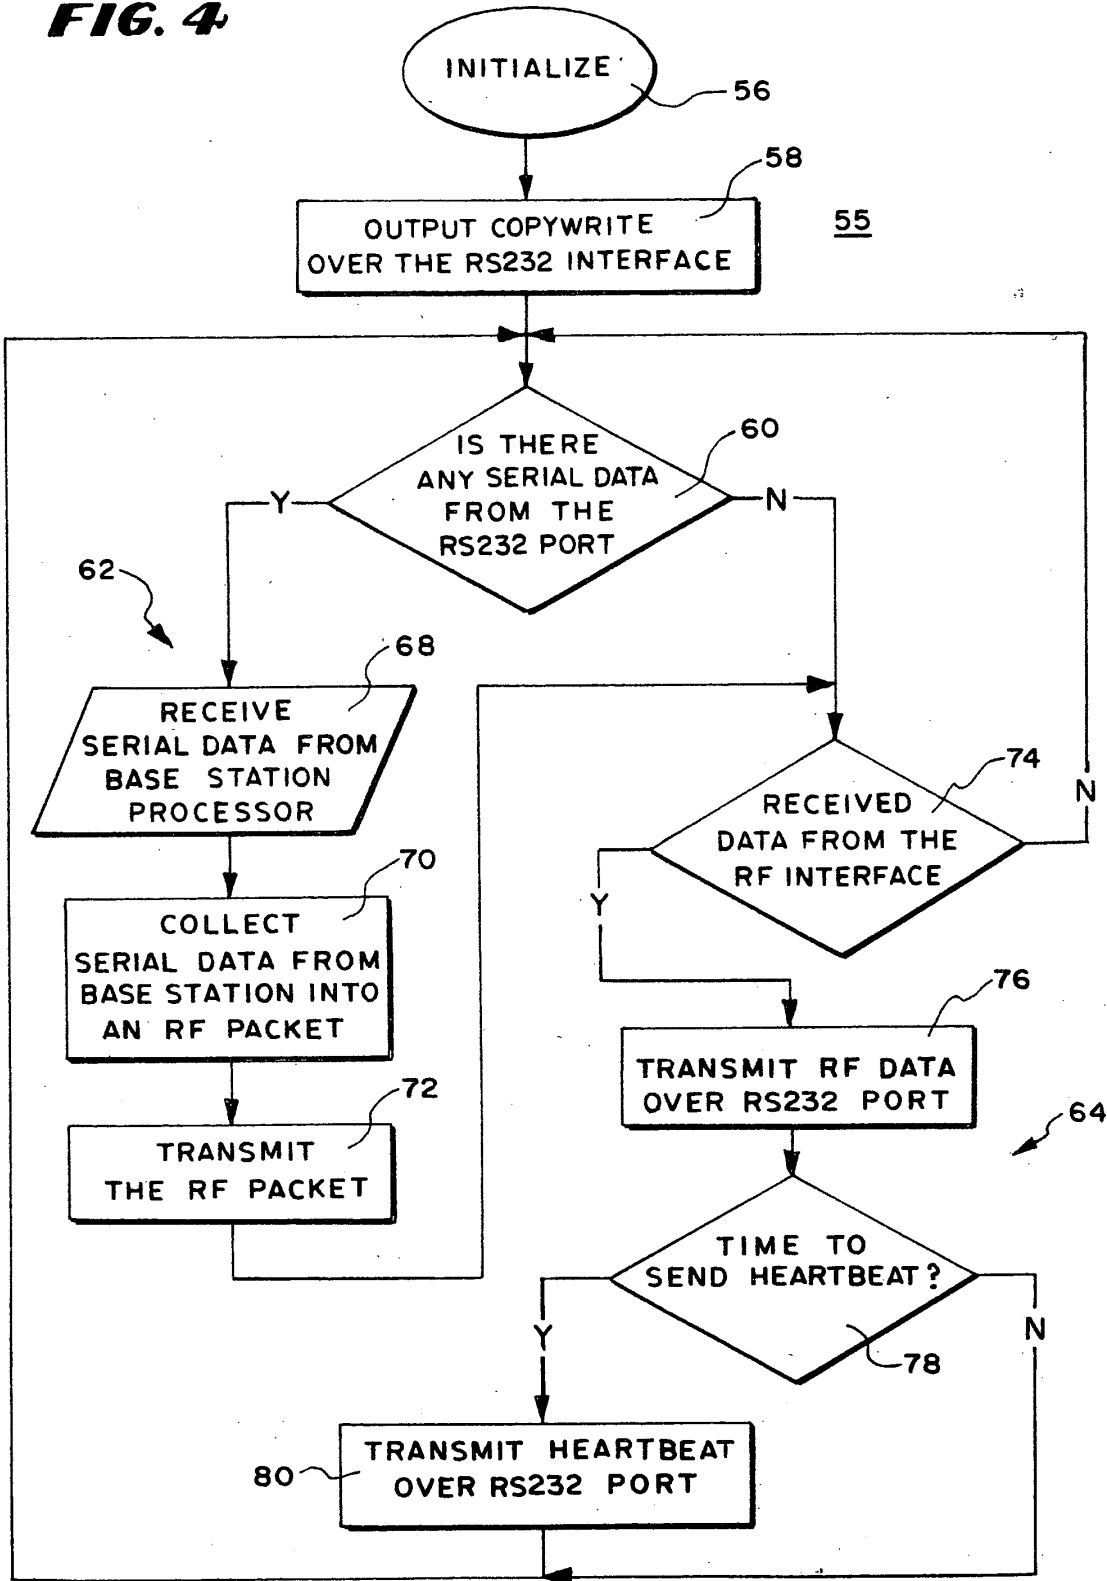 FIG. 4
INITIALIZE
56
58
OUTPUT COPYWRITE
OVER THE RS232 INTERFACE
55
60
IS THERE
ANY SERIAL DATA
FROM THE
RS232 PORT
Y
N
62
68
RECEIVE
SERIAL DATA FROM
BASE STATION
PROCESSOR
74
RECEIVED
DATA FROM THE
RF INTERFACE
N
Y
70
COLLECT
SERIAL DATA FROM
BASE STATION INTO
AN RF PACKET
76
TRANSMIT RF DATA
OVER RS232 PORT
72
TRANSMIT
THE RF PACKET
64
TIME TO
SEND HEARTBEAT?
78
Y
N
80
TRANSMIT HEARTBEAT
OVER RS232 PORT